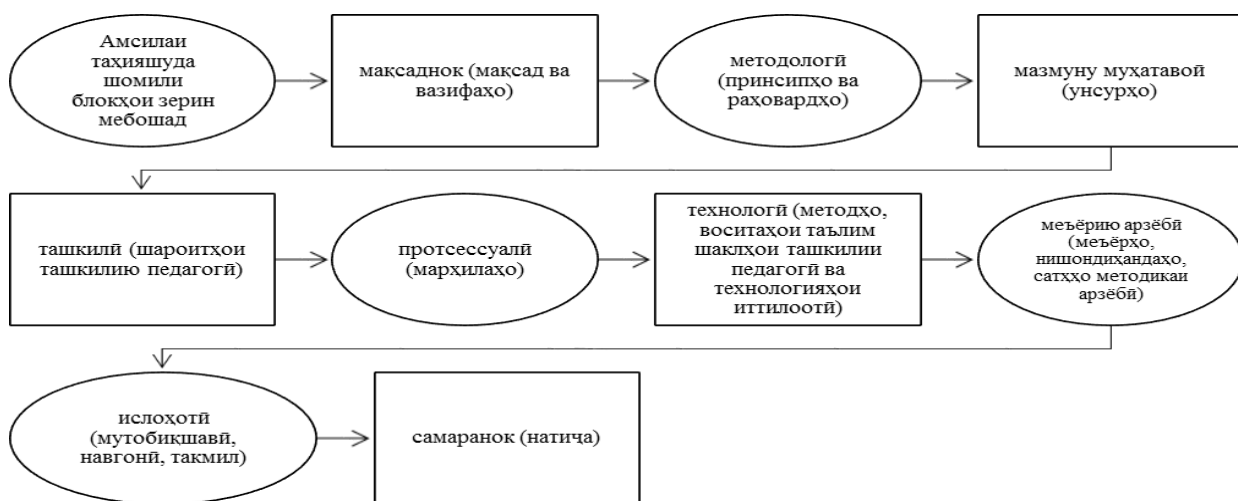 Амсилаи
таҳияшуда
шомили
блокҳои зерин
мебошад
мақсаднок (мақсад ва
вазифаҳо)
методологӣ
(принсипҳо ва
раҳовардҳо)
мазмуну муҳатавоӣ
(унсурҳо)
ташкилӣ (шароитҳои
ташкилию педагогӣ)
протсессуалӣ
(марҳилаҳо)
технологӣ (методҳо,
воситаҳои таълим
шаклҳои ташкилии
педагогӣ ва
технологияҳои
иттилоотӣ)
меъёрию арзёбӣ
(меъёрҳо,
нишондиҳандаҳо,
сатҳҳо методикаи
арзёбӣ)
ислоҳотӣ
(мутобиқшавӣ,
навгонӣ, такмил)
самаранок (натиҷа)